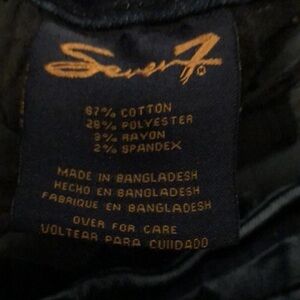 Seven7
67% COTTON
28% POLYESTER
3% RAYON
2% SPANDEX
MADE IN BANGLADESH
HECHO EN BANGLADESH
FABRIQUE EN BANGLADESH
OVER FOR CARE
VOLTEAR PARA CUIDADO